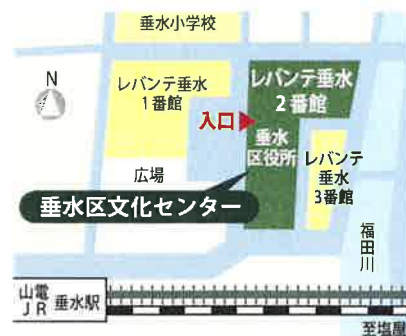 垂水小学校
N
レバンテ垂水
1番館
レバンテ垂水
2番館
入口
垂水
区役所
レバンテ
垂水
3番館
広場
垂水区文化センター
福田川
山電
JR
垂水駅
至塩屋